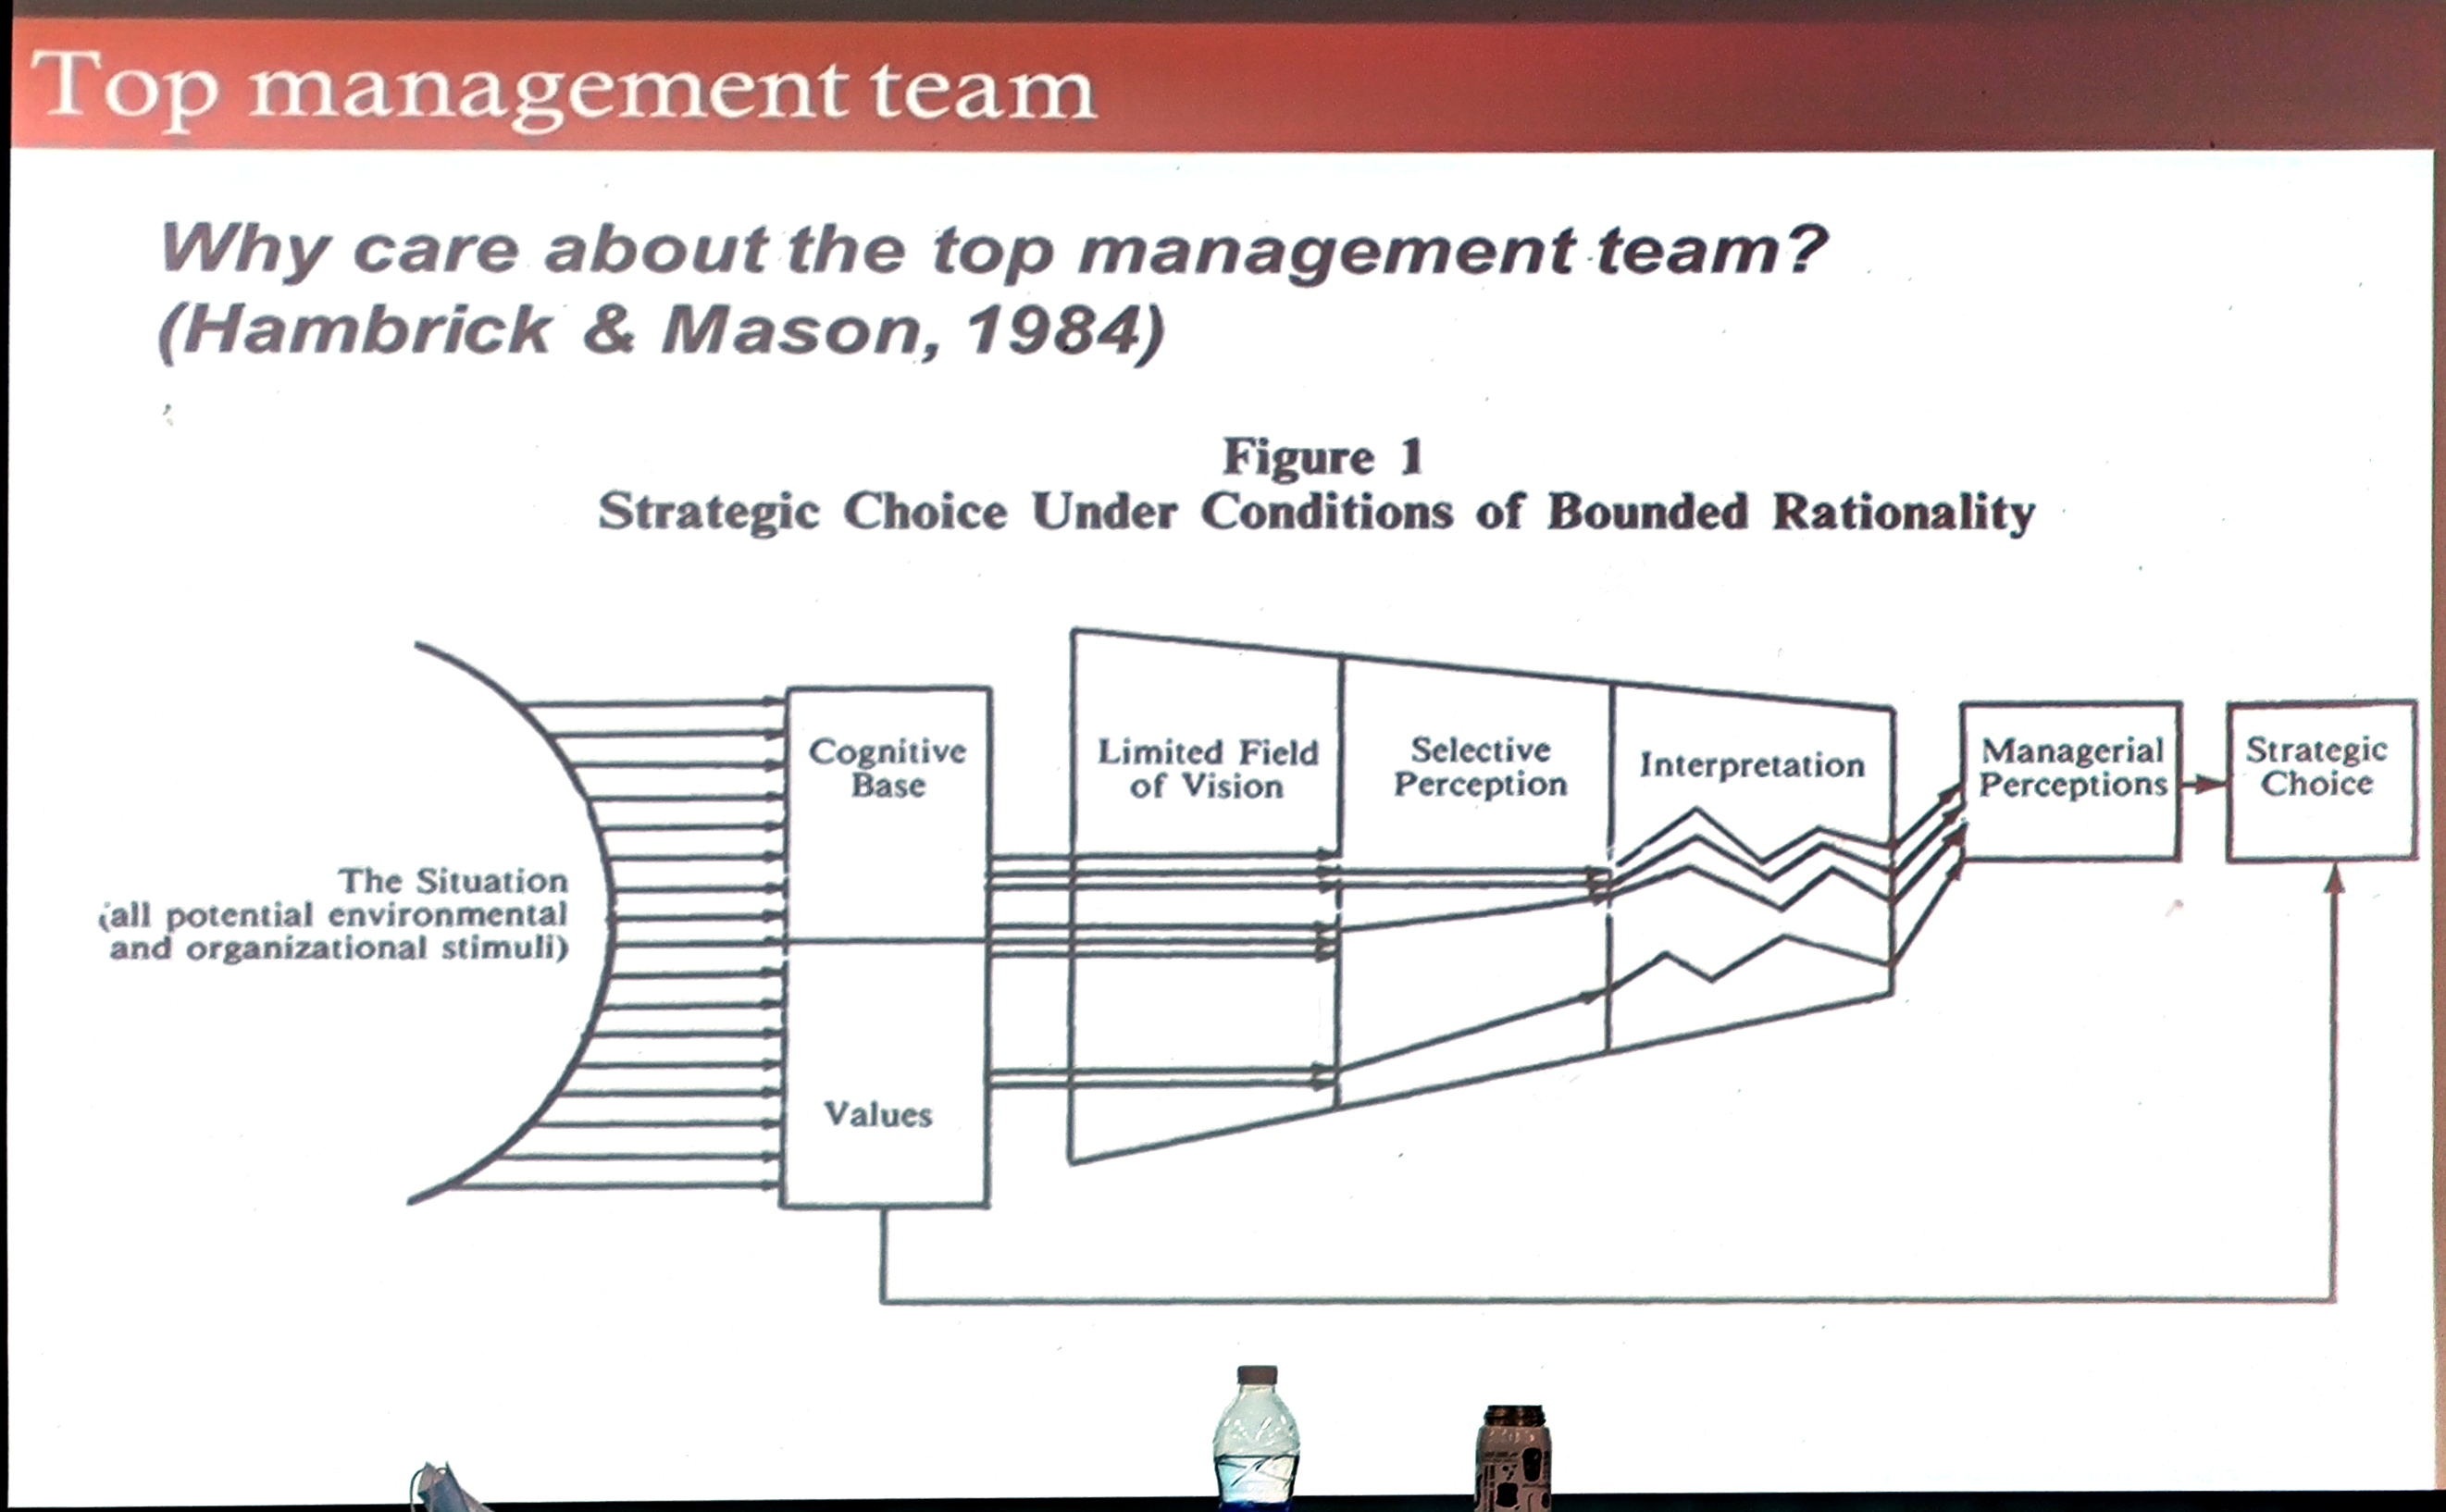 Top management team
Why care about the top management team?
(Hambrick & Mason, 1984)
Figure 1
Strategic Choice Under Conditions of Bounded Rationality
The Situation
(all potential environmental
and organizational stimuli)
Cognitive
Base
Values
Limited Field
of Vision
Selective
Perception
Interpretation
Managerial
Perceptions
Strategic
Choice